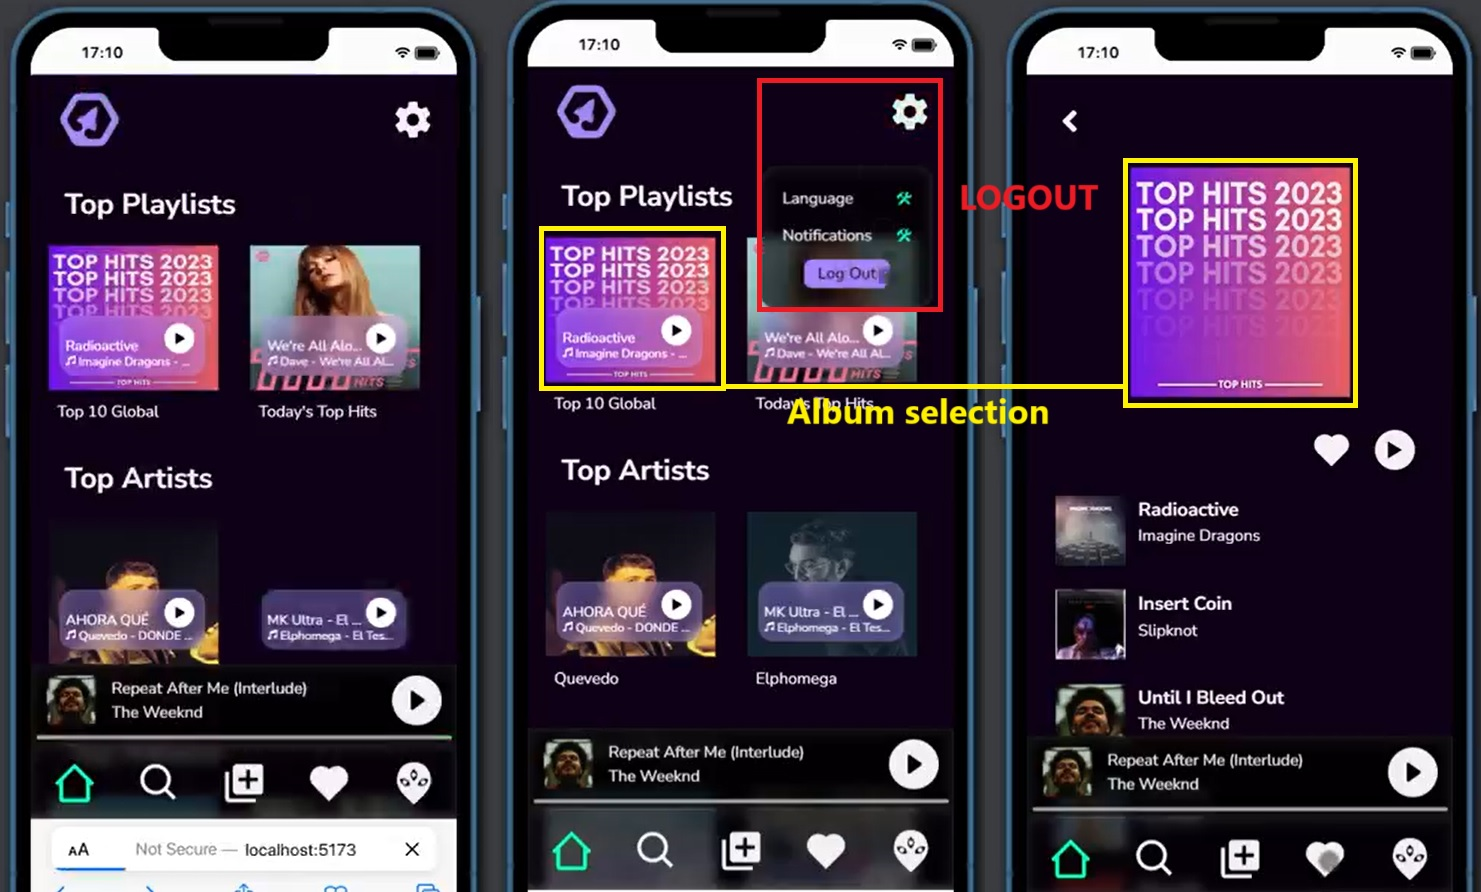 17:10
Top Playlists
TOP HITS 2023
TOP HITS 2023
TOP HITS 2023
TOP HITS 2023
Radioactive
Imagine Dragons - ...
TOP HITS
Top 10 Global
We're All Alo...
Dave - We're All Al...
HITS
Today's Top Hits
Top Artists
AHORA QUÉ
Quevedo - DONDE ...
MK Ultra - El ...
Elphomega - El Tes...
Repeat After Me (Interlude)
The Weeknd
AA Not Secure — localhost:5173
17:10
Language
Notifications
Log Out
LOGOUT
Top Playlists
TOP HITS 2023
TOP HITS 2023
TOP HITS 2023
TOP HITS 2023
Radioactive
Imagine Dragons - ...
TOP HITS
Top 10 Global
We're All Alo...
Dave - We're All Al...
HITS
Today's Top Hits
Album selection
Top Artists
AHORA QUÉ
Quevedo - DONDE ...
Quevedo
MK Ultra - El ...
Elphomega - El Tes...
Elphomega
Repeat After Me (Interlude)
The Weeknd
17:10
TOP HITS 2023
TOP HITS 2023
TOP HITS 2023
TOP HITS 2023
TOP HITS 2023
TOP HITS 2023
TOP HITS
Radioactive
Imagine Dragons
Insert Coin
Slipknot
Until I Bleed Out
The Weeknd
Repeat After Me (Interlude)
The Weeknd